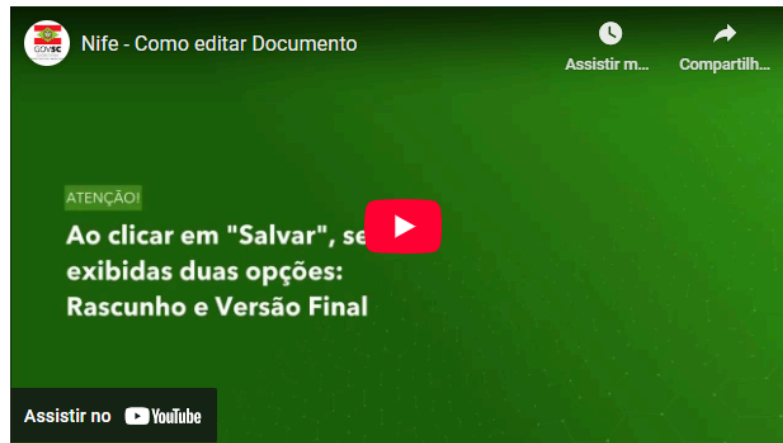 GOVSC
Nife - Como editar Documento
Assistir m...
Compartilh...
ATENÇÃO!
Ao clicar em "Salvar", se
exibidas duas opções:
Rascunho e Versão Final
Assistir no YouTube